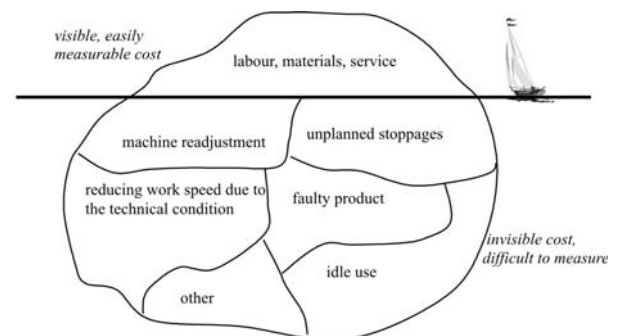 visible, easily
measurable cost
labour, materials, service
machine readjustment
unplanned stoppages
reducing work speed due to
the technical condition
faulty product
invisible cost,
difficult to measure
idle use
other